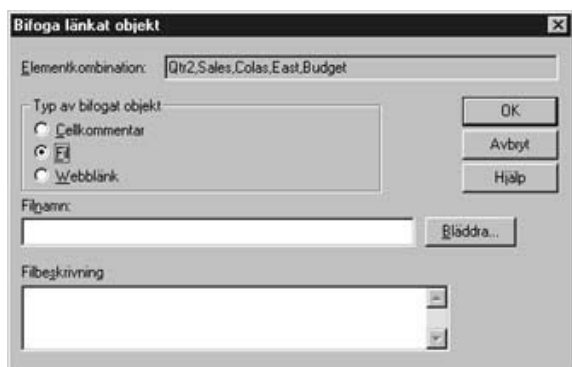 Bifoga länkat objekt
Elementkombination: Qtr2,Sales,Colas,East,Budget
Typ av bifogat objekt
Cellkommentar
Fil
Webblänk
OK
Avbryt
Hjälp
Filnamn:
Bläddra...
Filbeskrivning